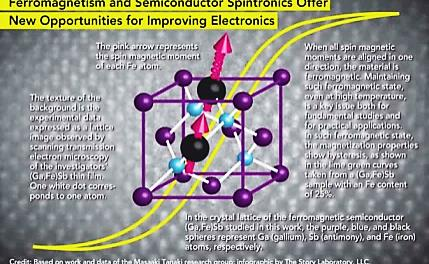 Ferromagnetism and Semiconductor Spintronics Offer
New Opportunities for Improving Electronics
The pink arrow represents
the spin magnetic moment
of each Fe atom.
When all spin magnetic
moments are aligned in one
direction, the material is
ferromagnetic. Maintaining
such ferromagnetic state,
even at high temperature,
is a key issue both for
fundamental studies and
for practical applications.
In such ferromagnetic state,
the magnetization properties
show hysteresis, as shown
in the lime green curves
taken from a (Ga,Fe)Sb
sample with an Fe content
of 25%.
The texture of the
background is the
experimental data
expressed as a lattice
image observed by
scanning transmission
electron microscopy
of the investigators'
(Ga,Fe)Sb thin film.
One white dot corres-
ponds to one atom.
In the crystal lattice of the ferromagnetic semiconductor
(Ga,Fe)Sb studied in this work, the purple, blue, and black
spheres represent Ga (gallium), Sb (antimony), and Fe (iron)
atoms, respectively.
Credit: Based on work and data of the Masaaki Tanaka research group; infographic by The Story Laboratory, LLC.